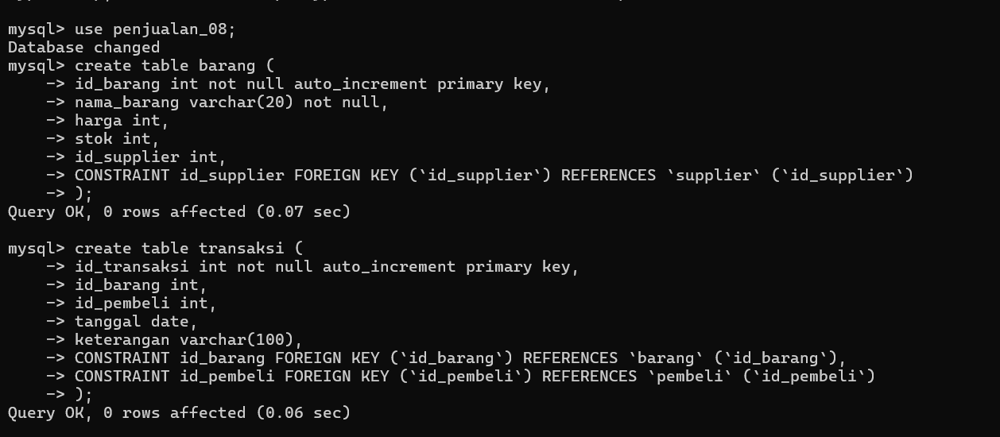 mysql> use penjualan_08;
Database changed
mysql> create table barang (
    -> id_barang int not null auto_increment primary key,
    -> nama_barang varchar(20) not null,
    -> harga int,
    -> stok int,
    -> id_supplier int,
    -> CONSTRAINT id_supplier FOREIGN KEY (`id_supplier`) REFERENCES `supplier` (`id_supplier`)
    -> );
Query OK, 0 rows affected (0.07 sec)

mysql> create table transaksi (
    -> id_transaksi int not null auto_increment primary key,
    -> id_barang int,
    -> id_pembeli int,
    -> tanggal date,
    -> keterangan varchar(100),
    -> CONSTRAINT id_barang FOREIGN KEY (`id_barang`) REFERENCES `barang` (`id_barang`),
    -> CONSTRAINT id_pembeli FOREIGN KEY (`id_pembeli`) REFERENCES `pembeli` (`id_pembeli`)
    -> );
Query OK, 0 rows affected (0.06 sec)